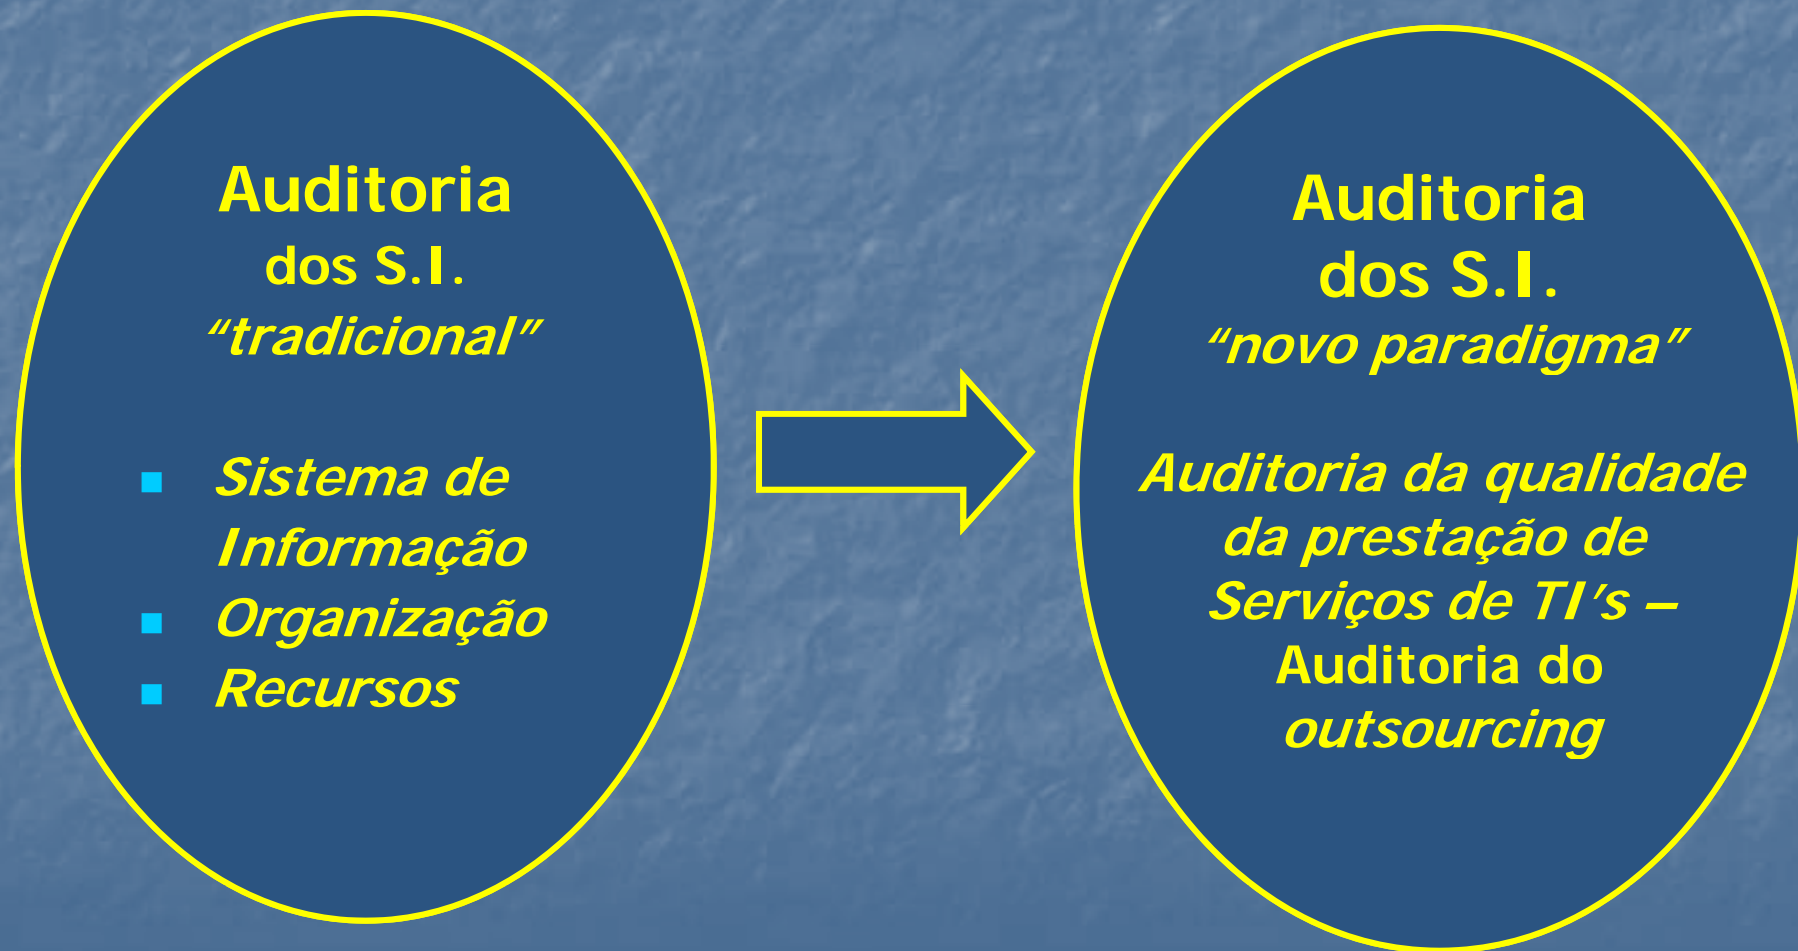 Auditoria
dos S.I.
“tradicional”
Sistema de
Informação
Organização
Recursos
Auditoria
dos S.I.
“novo paradigma”
Auditoria da qualidade
da prestação de
Serviços de TI’s –
Auditoria do
outsourcing